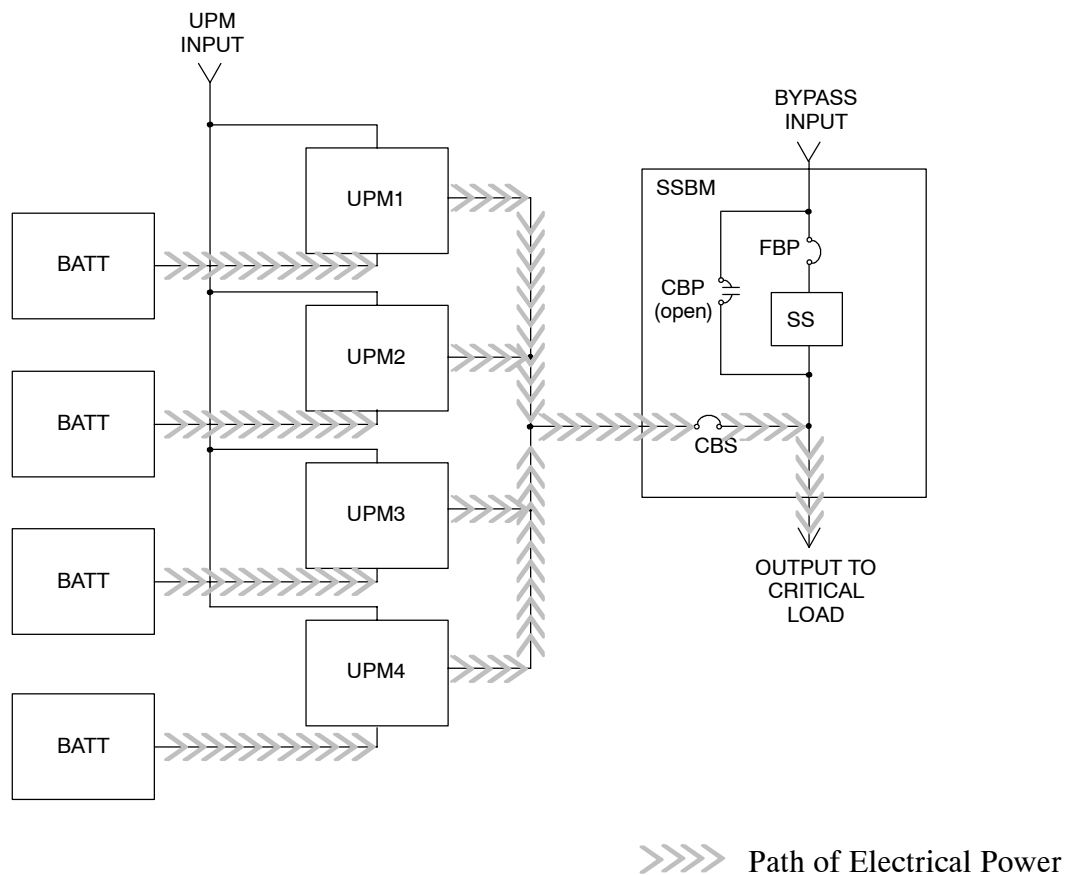 UPM
INPUT
BYPASS
INPUT
SSBM
UPM1
FBP
BATT
CBP
(open)
SS
UPM2
BATT
CBS
UPM3
OUTPUT TO
CRITICAL
LOAD
BATT
UPM4
BATT
Path of Electrical Power